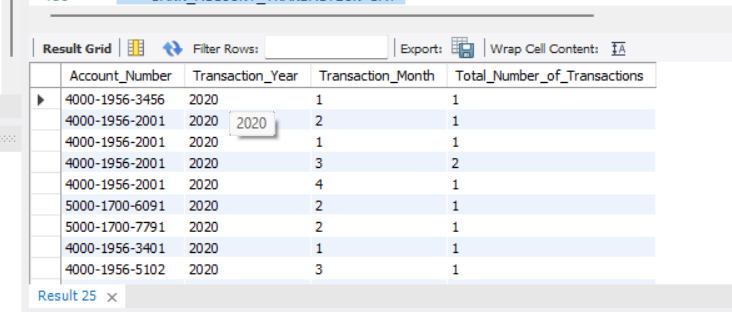 Result Grid Filter Rows: Export: Wrap Cell Content: IA
Account_Number Transaction_Year Transaction_Month Total_Number_of_Transactions
4000-1956-3456 2020 1 1
4000-1956-2001 2020 2 1
2020
4000-1956-2001 2020 1 1
4000-1956-2001 2020 3 2
4000-1956-2001 2020 4 1
5000-1700-6091 2020 2 1
5000-1700-7791 2020 2 1
4000-1956-3401 2020 1 1
4000-1956-5102 2020 3 1
Result 25